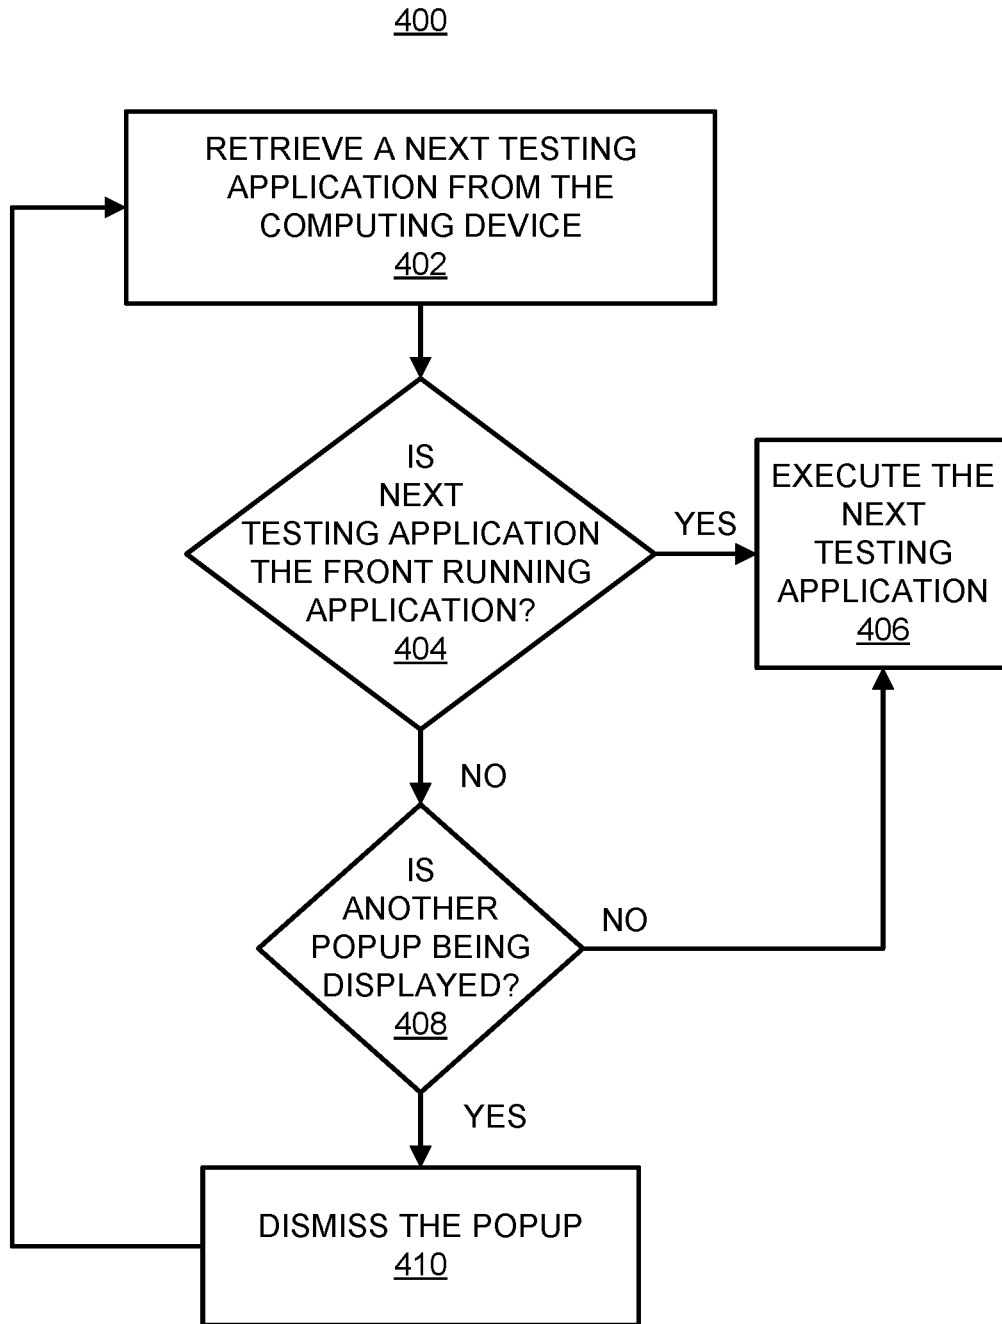 400
RETRIEVE A NEXT TESTING
APPLICATION FROM THE
COMPUTING DEVICE
402
IS
NEXT
TESTING APPLICATION
THE FRONT RUNNING
APPLICATION?
404
YES
EXECUTE THE
NEXT
TESTING
APPLICATION
406
NO
IS
ANOTHER
POPUP BEING
DISPLAYED?
408
NO
YES
DISMISS THE POPUP
410